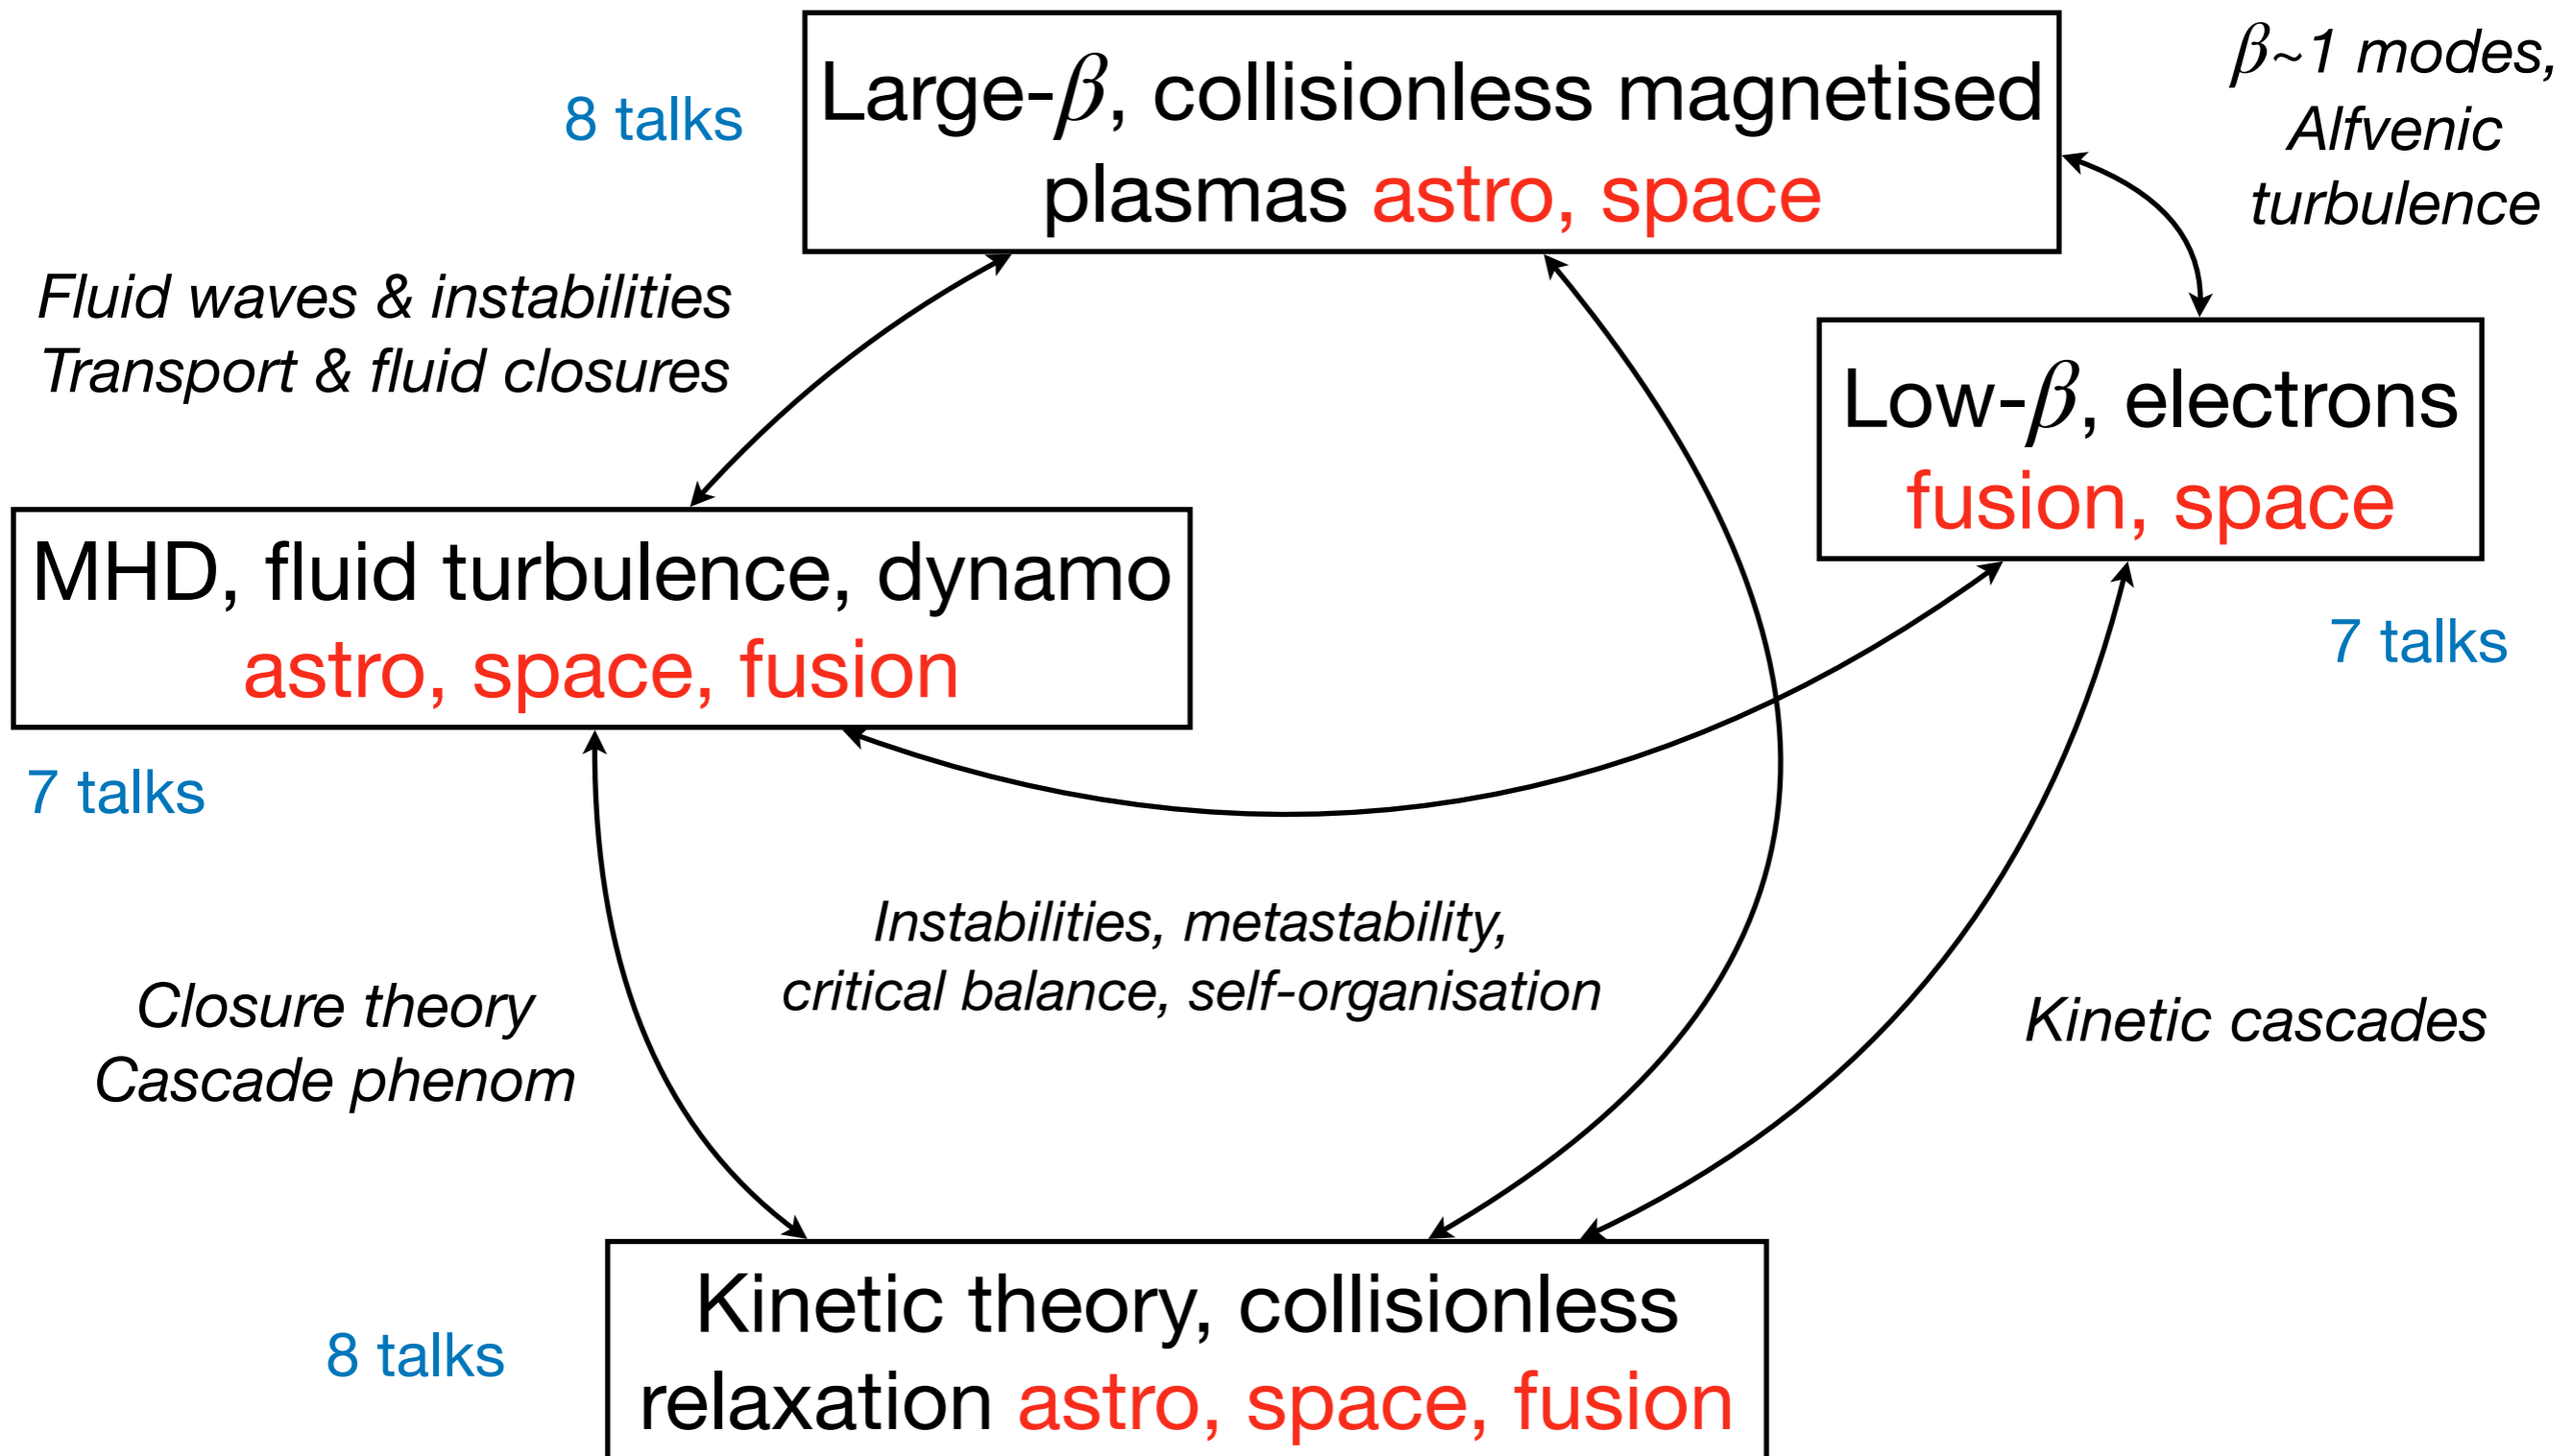 Large-β, collisionless magnetised
plasmas astro, space
8 talks
β~1 modes,
Alfvenic
turbulence
Fluid waves & instabilities
Transport & fluid closures
Low-β, electrons
fusion, space
7 talks
MHD, fluid turbulence, dynamo
astro, space, fusion
7 talks
Instabilities, metastability,
critical balance, self-organisation
Closure theory
Cascade phenom
Kinetic cascades
Kinetic theory, collisionless
relaxation astro, space, fusion
8 talks